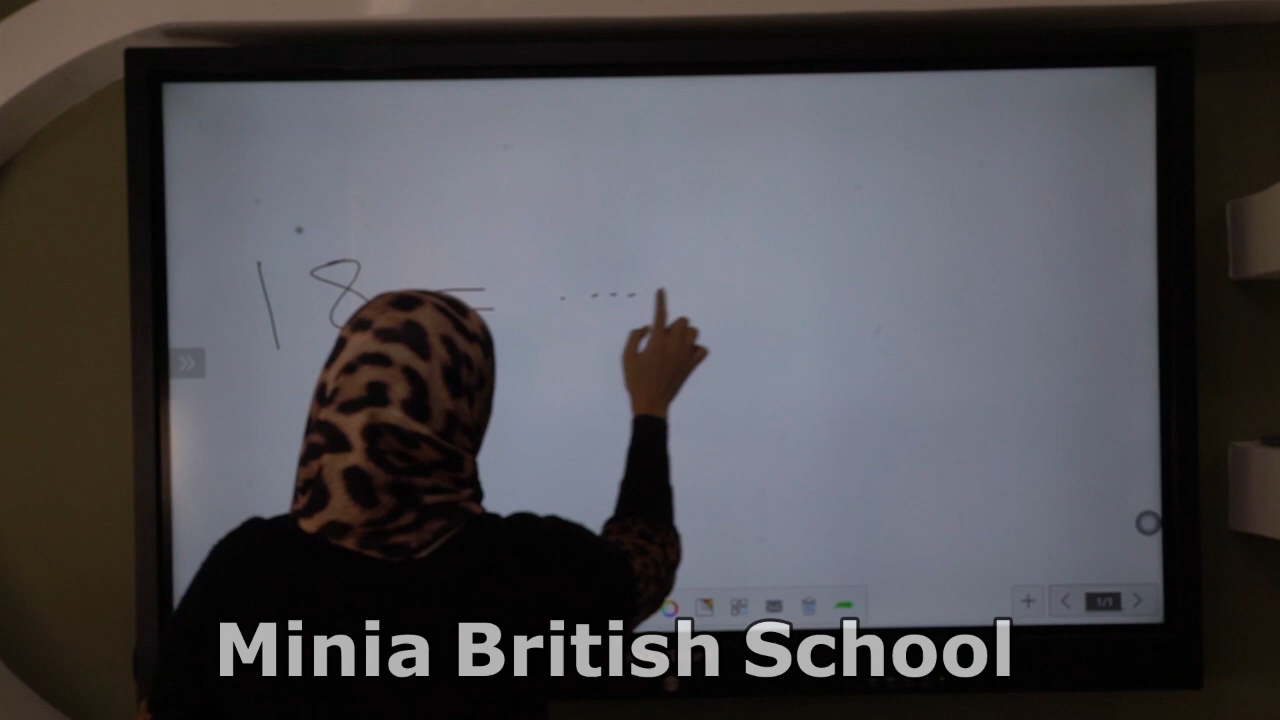 18 = .....
1/1
Minia British School